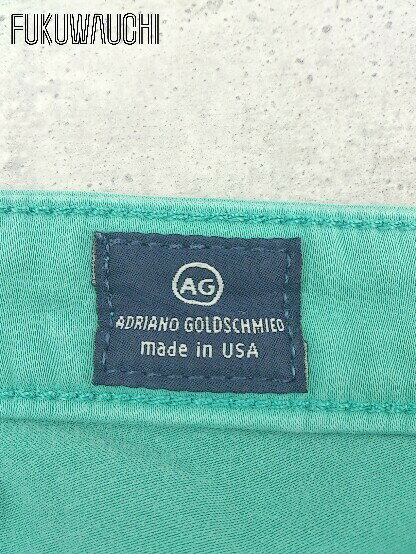 FUKUWAUCHI
AG
ADRIANO GOLDSCHMIED
made in USA